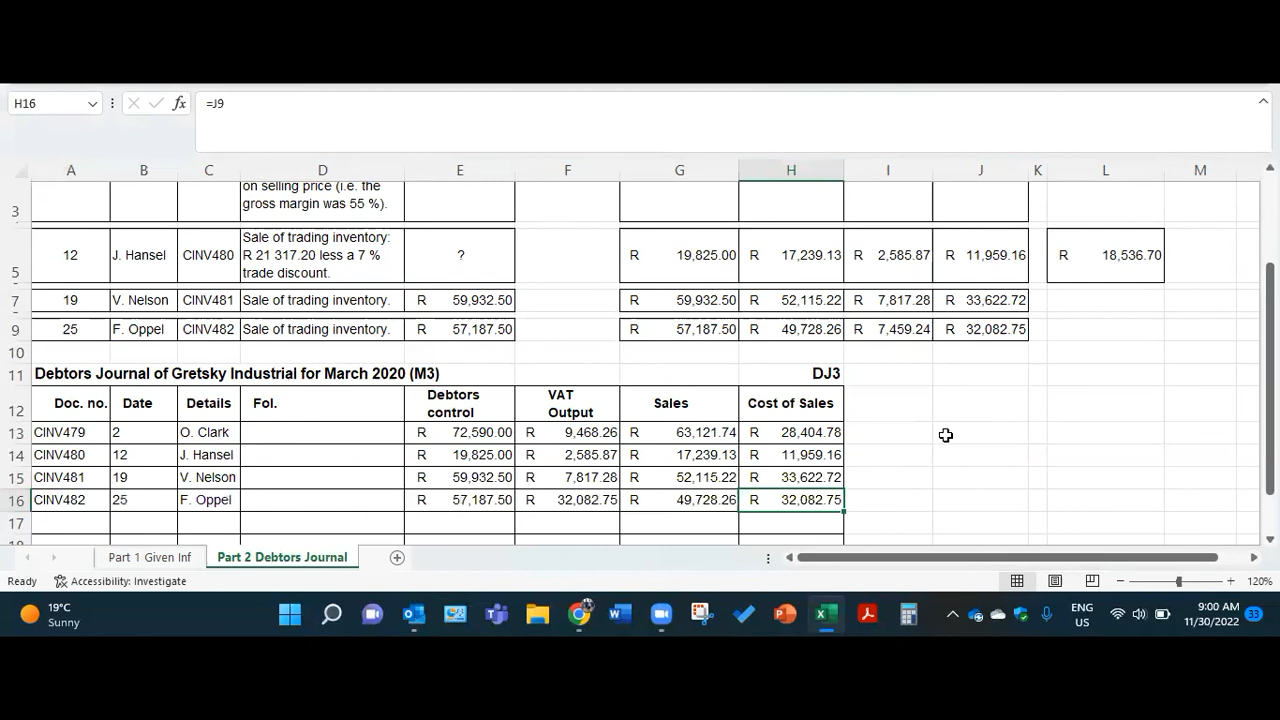 H16
fx
=J9
A B C D E F G H I J K L M
3
on selling price (i.e. the
gross margin was 55 %).
5 12 J. Hansel CINV480 Sale of trading inventory: ? R 19,825.00 R 17,239.13 R 2,585.87 R 11,959.16 R 18,536.70
R 21 317.20 less a 7 %
trade discount.
7 19 V. Nelson CINV481 Sale of trading inventory. R 59,932.50 R 59,932.50 R 52,115.22 R 7,817.28 R 33,622.72
9 25 F. Oppel CINV482 Sale of trading inventory. R 57,187.50 R 57,187.50 R 49,728.26 R 7,459.24 R 32,082.75
10
11 Debtors Journal of Gretsky Industrial for March 2020 (M3) DJ3
12 Doc. no. Date Details Fol. Debtors control VAT Output Sales Cost of Sales
13 CINV479 2 O. Clark R 72,590.00 R 9,468.26 R 63,121.74 R 28,404.78
14 CINV480 12 J. Hansel R 19,825.00 R 2,585.87 R 17,239.13 R 11,959.16
15 CINV481 19 V. Nelson R 59,932.50 R 7,817.28 R 52,115.22 R 33,622.72
16 CINV482 25 F. Oppel R 57,187.50 R 32,082.75 R 49,728.26 R 32,082.75
17
Part 1 Given Inf Part 2 Debtors Journal
Ready Accessibility: Investigate 120%
19°C
Sunny
ENG
US
9:00 AM
11/30/2022
33